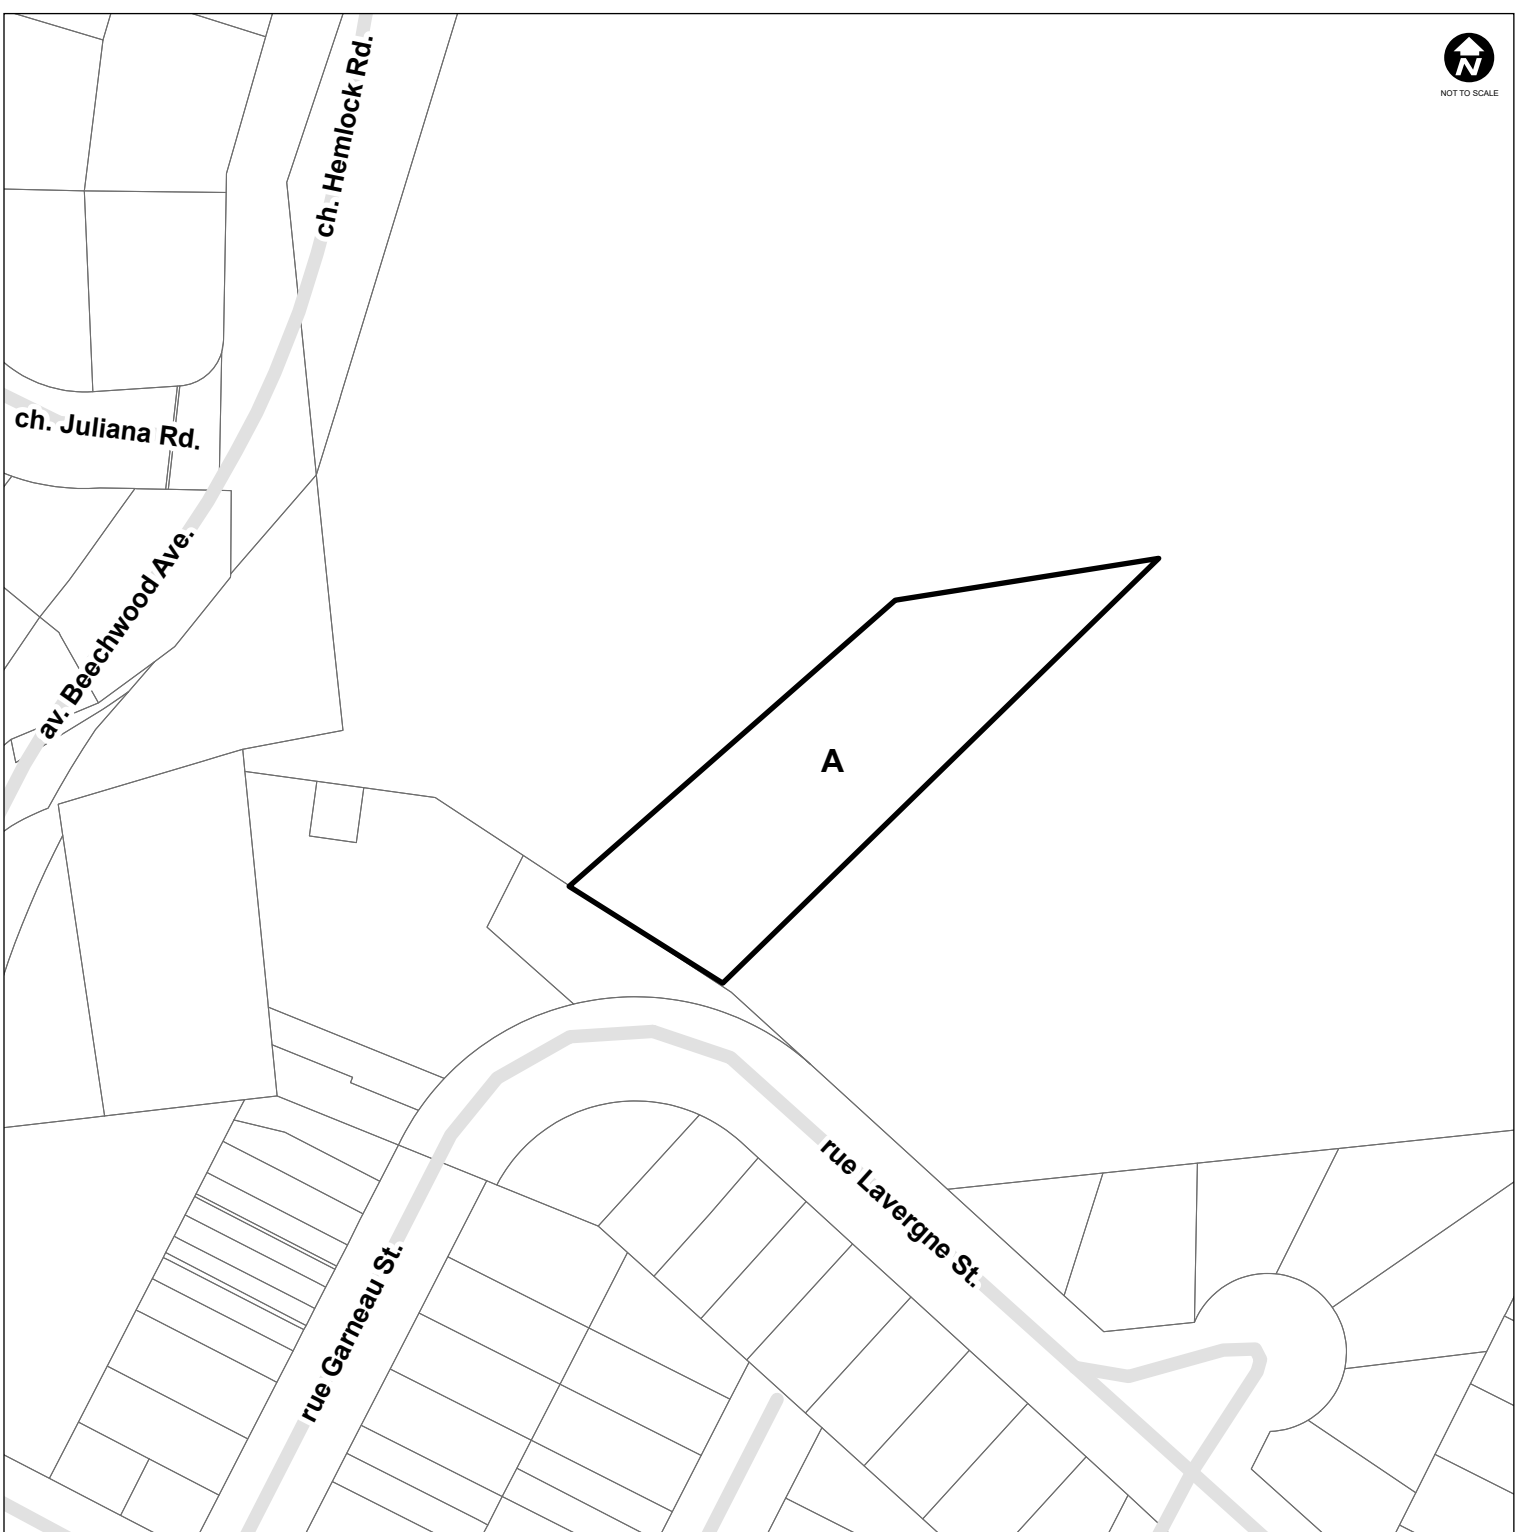 N
NOT TO SCALE
ch. Hemlock Rd.
ch. Juliana Rd.
av. Beechwood Ave.
A
rue Lavergne St.
rue Garneau St.